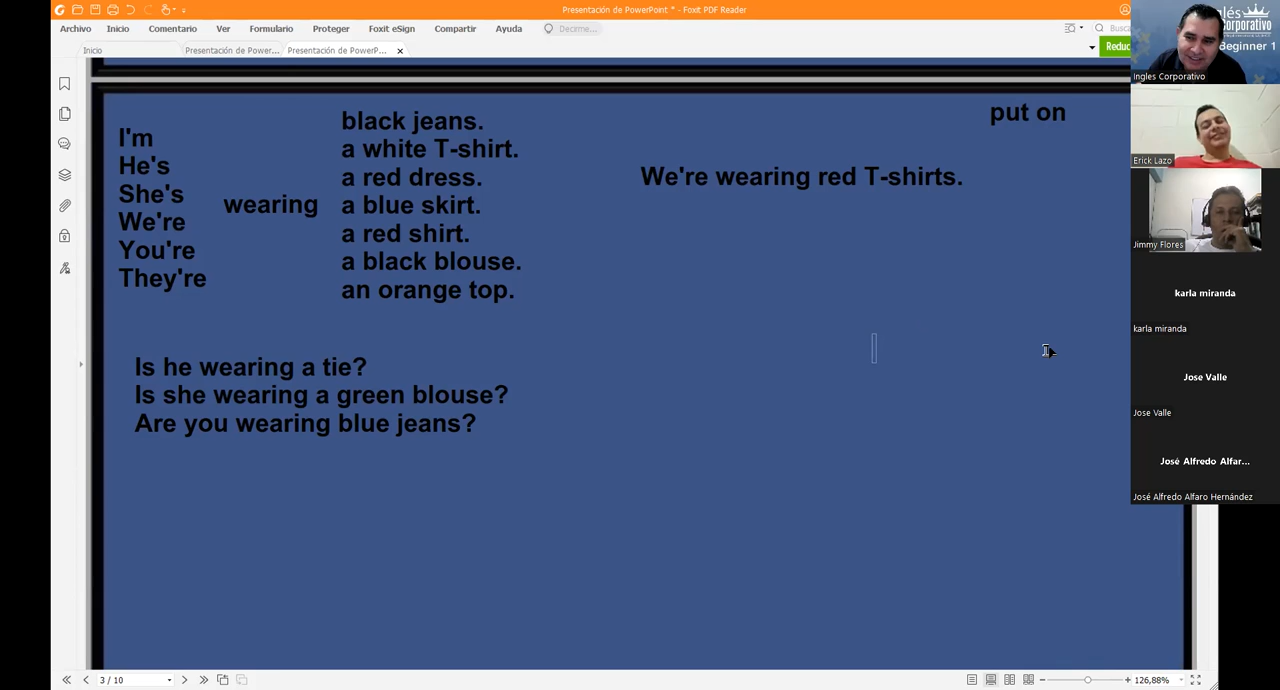 Presentación de PowerPoint * - Foxit PDF Reader
Archivo Inicio Comentario Ver Formulario Proteger Foxit eSign Compartir Ayuda Decirme...
Inicio Presentación de Power... Presentación de PowerP...
I'm
He's
She's
We're
You're
They're
wearing
black jeans.
a white T-shirt.
a red dress.
a blue skirt.
a red shirt.
a black blouse.
an orange top.
put on
We're wearing red T-shirts.
Is he wearing a tie?
Is she wearing a green blouse?
Are you wearing blue jeans?
3 / 10
126,88%
Inglés
Corporativo
Beginner 1
Ingles Corporativo
Erick Lazo
Jimmy Flores
karla miranda
karla miranda
Jose Valle
Jose Valle
José Alfredo Alfar...
José Alfredo Alfaro Hernández